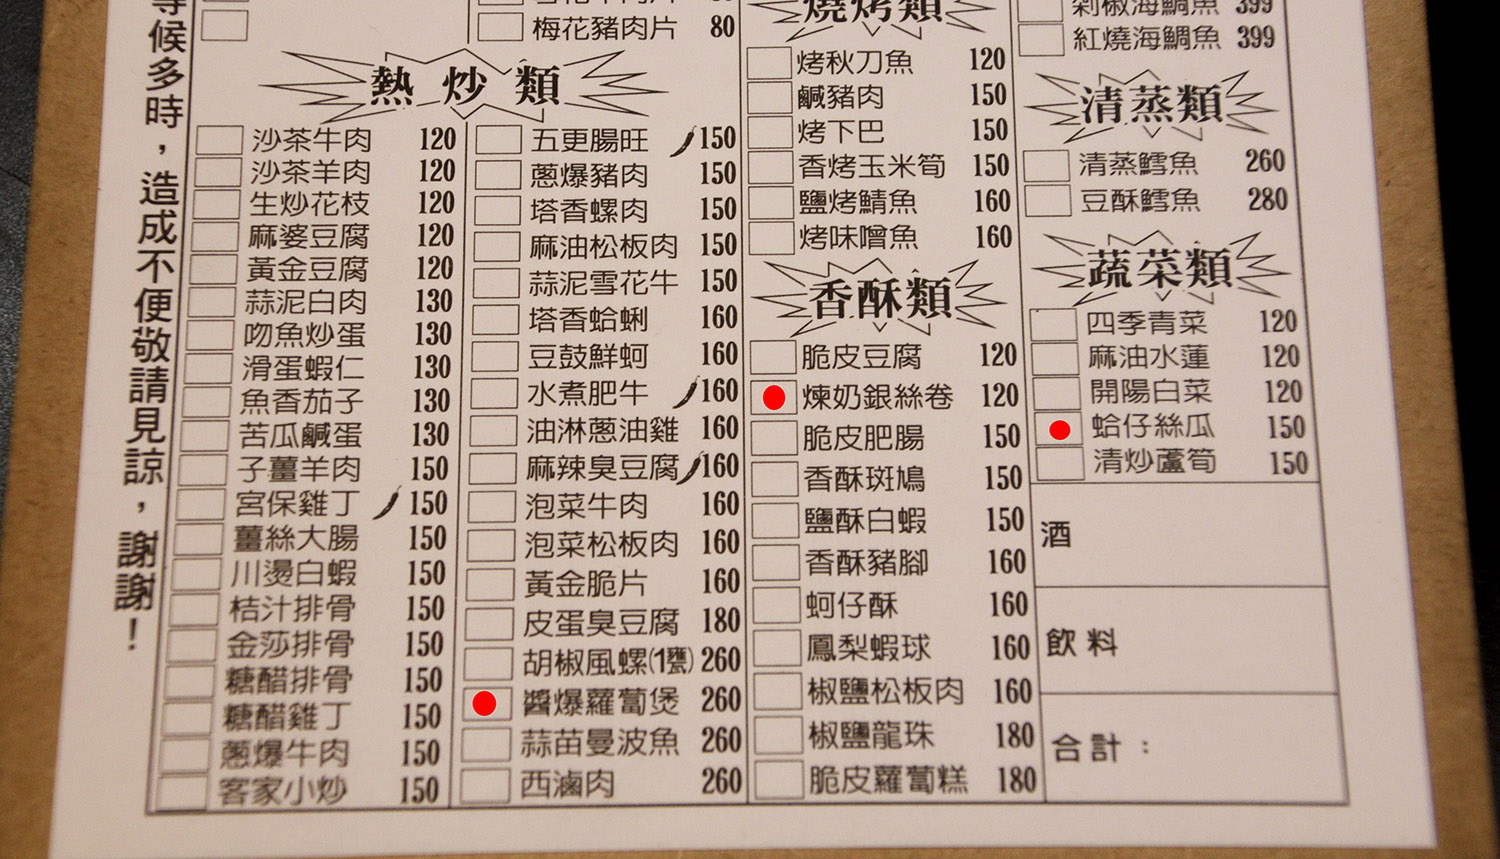 等候多時，造成不便敬請見諒，謝謝！
梅花豬肉片 80
熱炒類
沙茶牛肉 120
沙茶羊肉 120
生炒花枝 120
麻婆豆腐 120
黃金豆腐 120
蒜泥白肉 130
吻魚炒蛋 130
滑蛋蝦仁 130
魚香茄子 130
苦瓜鹹蛋 130
子薑羊肉 150
宮保雞丁 150
薑絲大腸 150
川燙白蝦 150
桔汁排骨 150
金莎排骨 150
糖醋排骨 150
糖醋雞丁 150
蔥爆牛肉 150
客家小炒 150
五更腸旺 150
蔥爆豬肉 150
塔香螺肉 150
麻油松板肉 150
蒜泥雪花牛 150
塔香蛤蜊 160
豆鼓鮮蚵 160
水煮肥牛 160
油淋蔥油雞 160
麻辣臭豆腐 160
泡菜牛肉 160
泡菜松板肉 160
黃金脆片 160
皮蛋臭豆腐 180
胡椒風螺(1甕) 260
醬爆蘿蔔煲 260
蒜苗曼波魚 260
西滷肉 260
燒烤類
烤秋刀魚 120
鹹豬肉 150
烤下巴 150
香烤玉米筍 150
鹽烤鯖魚 160
烤味噌魚 160
香酥類
脆皮豆腐 120
煉奶銀絲卷 120
脆皮肥腸 150
香酥斑鳩 150
鹽酥白蝦 150
香酥豬腳 160
蚵仔酥 160
鳳梨蝦球 160
椒鹽松板肉 160
椒鹽龍珠 180
脆皮蘿蔔糕 180
剁椒海鯛魚 399
紅燒海鯛魚 399
清蒸類
清蒸鱈魚 260
豆酥鱈魚 280
蔬菜類
四季青菜 120
麻油水蓮 120
開陽白菜 120
蛤仔絲瓜 150
清炒蘆筍 150
酒
飲料
合計：